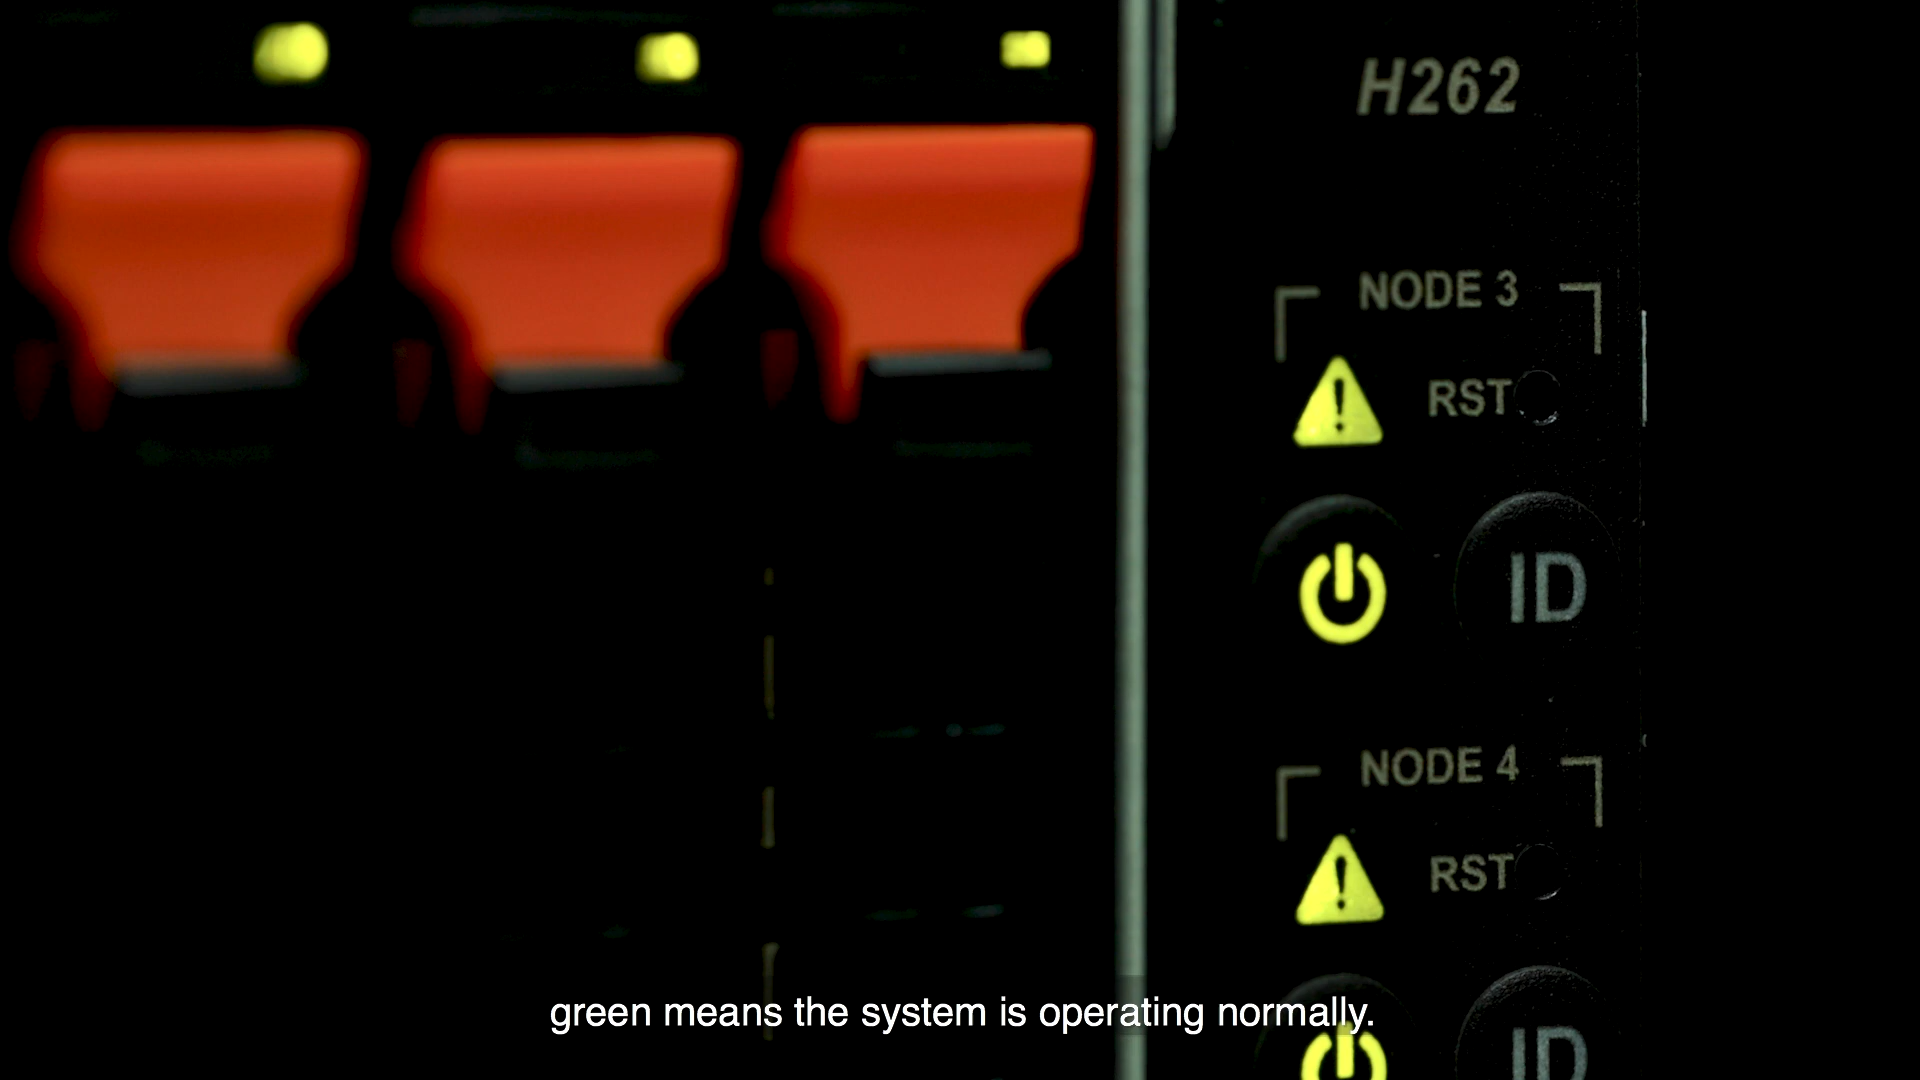 H262
NODE 3
RST
ID
NODE 4
RST
ID
green means the system is operating normally.